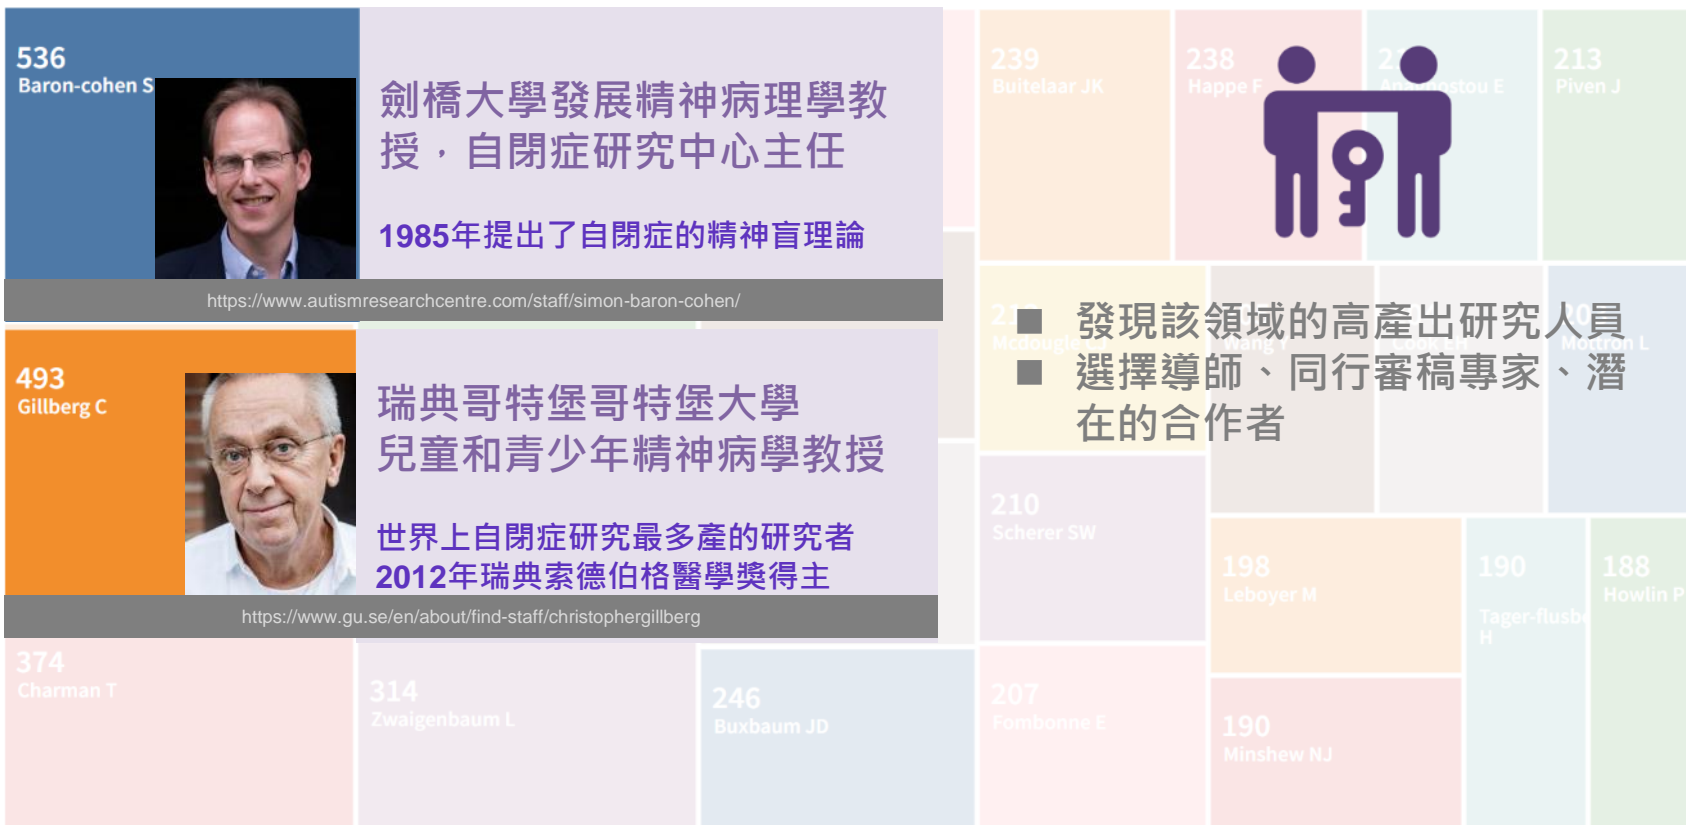 536
Baron-cohen S
劍橋大學發展精神病理學教
授，自閉症研究中心主任
1985年提出了自閉症的精神盲理論
https://www.autismresearchcentre.com/staff/simon-baron-cohen/
493
Gillberg C
瑞典哥特堡哥特堡大學
兒童和青少年精神病學教授
世界上自閉症研究最多產的研究者
2012年瑞典索德伯格醫學獎得主
https://www.gu.se/en/about/find-staff/christophergillberg
374
Charman T
314
Zwaigenbaum L
246
Buxbaum JD
239
Buitelaar JK
238
Happe F
213
Piven J
■ 發現該領域的高產出研究人員
■ 選擇導師、同行審稿專家、潛
在的合作者
Wang Y
Cook EH
Mottron L
210
Scherer SW
207
Fombonne E
198
Leboyer M
190
Minshew NJ
190
H
188
Howlin P